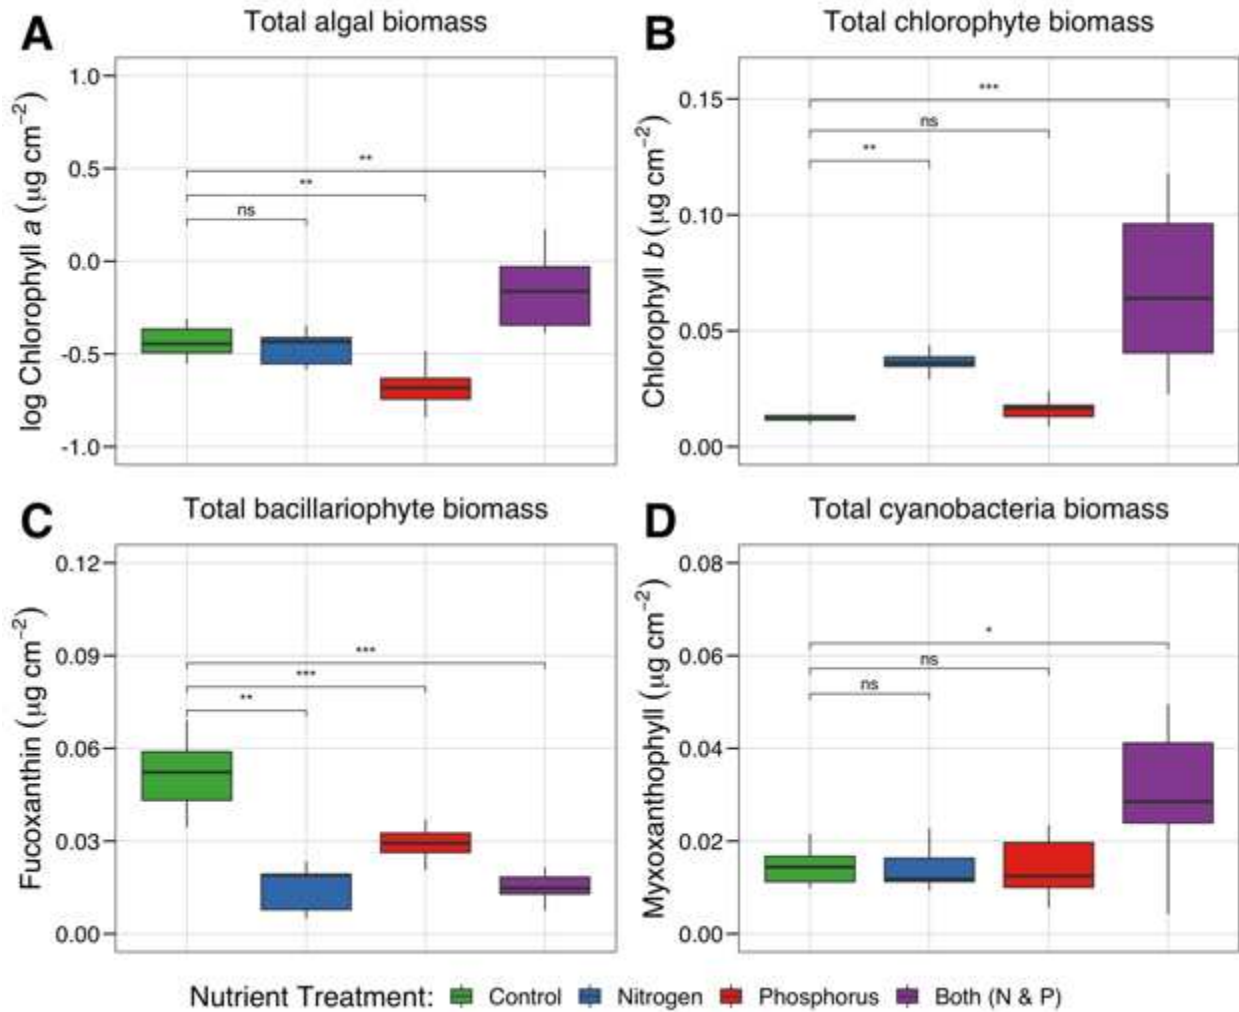 A Total algal biomass
log Chlorophyll a (μg cm⁻²)
1.0
0.5
0.0
-0.5
-1.0
**
**
ns
B Total chlorophyte biomass
Chlorophyll b (μg cm⁻²)
0.15
0.10
0.05
0.00
***
ns
**
C Total bacillariophyte biomass
Fucoxanthin (μg cm⁻²)
0.12
0.09
0.06
0.03
0.00
***
***
**
D Total cyanobacteria biomass
Myxoxanthophyll (μg cm⁻²)
0.08
0.06
0.04
0.02
0.00
*
ns
ns
Nutrient Treatment: Control Nitrogen Phosphorus Both (N & P)